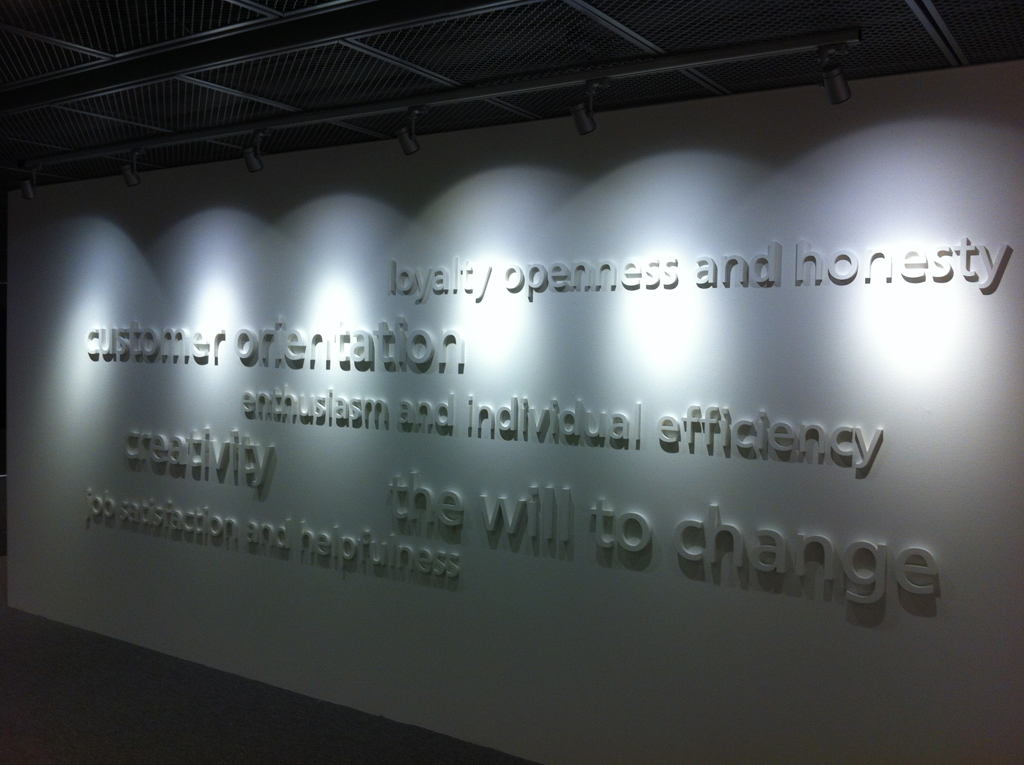 loyalty openness and honesty
customer orientation
enthusiasm and individual efficiency
creativity
the will to change
job satisfaction and helpfulness